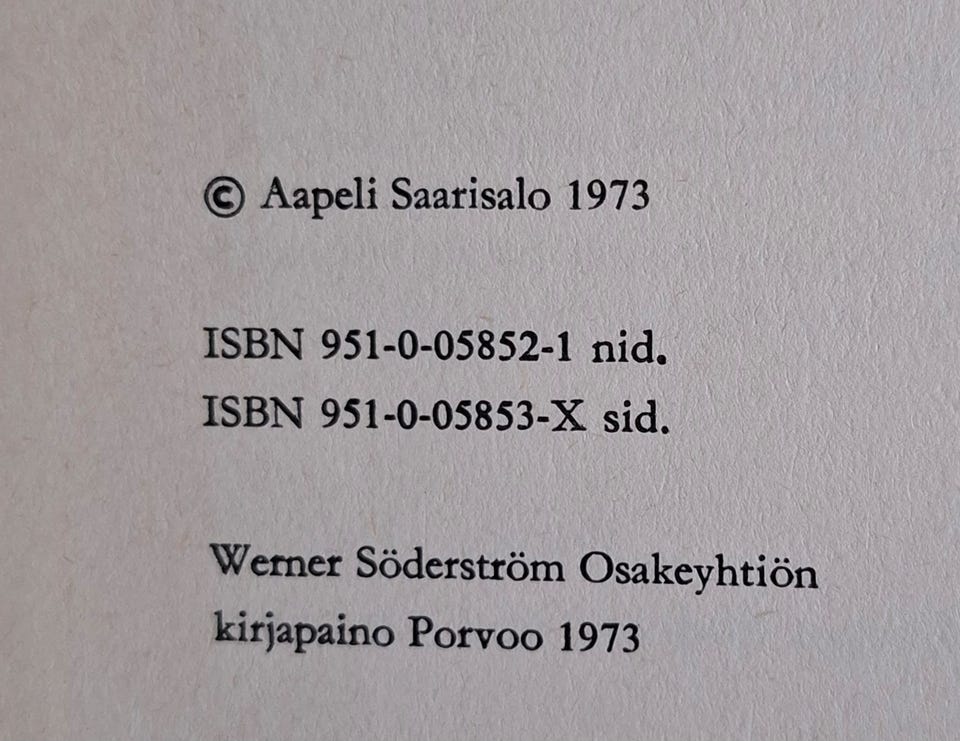 © Aapeli Saarisalo 1973
ISBN 951-0-05852-1 nid.
ISBN 951-0-05853-X sid.
Werner Söderström Osakeyhtiön
kirjapaino Porvoo 1973